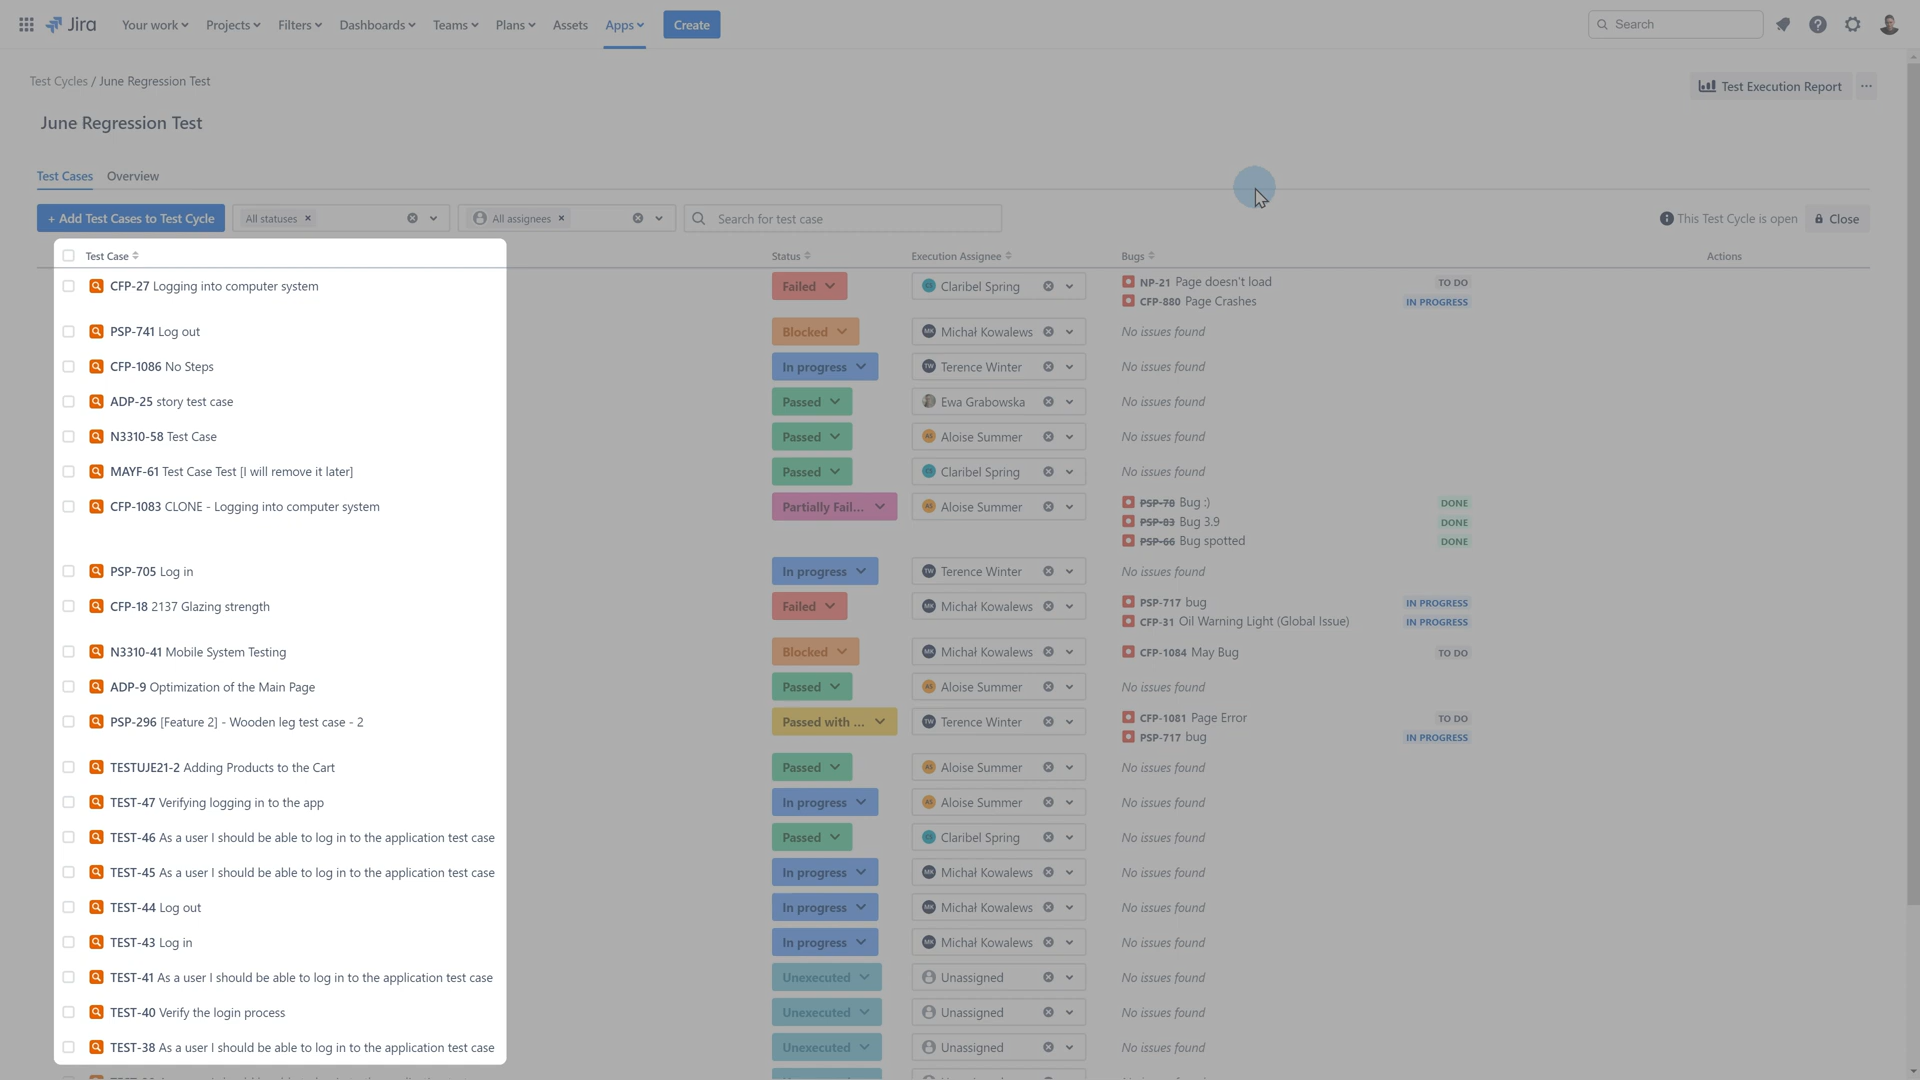 Jira Your work Projects Filters Dashboards Teams Plans Assets Apps Create Search
Test Cycles / June Regression Test
Test Execution Report
June Regression Test
Test Cases Overview
+ Add Test Cases to Test Cycle All statuses × All assignees × Search for test case This Test Cycle is open Close
Test Case Status Execution Assignee Bugs Actions
CFP-27 Logging into computer system Failed Claribel Spring NP-21 Page doesn't load TO DO
CFP-880 Page Crashes IN PROGRESS
PSP-741 Log out Blocked Michał Kowalews No issues found
CFP-1086 No Steps In progress Terence Winter No issues found
ADP-25 story test case Passed Ewa Grabowska No issues found
N3310-58 Test Case Passed Aloise Summer No issues found
MAYF-61 Test Case Test [I will remove it later] Passed Claribel Spring No issues found
CFP-1083 CLONE - Logging into computer system Partially Fail... Aloise Summer PSP-78 Bug :) DONE
PSP-83 Bug 3.9 DONE
PSP-66 Bug spotted DONE
PSP-705 Log in In progress Terence Winter No issues found
CFP-18 2137 Glazing strength Failed Michał Kowalews PSP-717 bug IN PROGRESS
CFP-31 Oil Warning Light (Global Issue) IN PROGRESS
N3310-41 Mobile System Testing Blocked Michał Kowalews CFP-1084 May Bug TO DO
ADP-9 Optimization of the Main Page Passed Aloise Summer No issues found
PSP-296 [Feature 2] - Wooden leg test case - 2 Passed with ... Terence Winter CFP-1081 Page Error TO DO
PSP-717 bug IN PROGRESS
TESTUJE21-2 Adding Products to the Cart Passed Aloise Summer No issues found
TEST-47 Verifying logging in to the app In progress Aloise Summer No issues found
TEST-46 As a user I should be able to log in to the application test case Passed Claribel Spring No issues found
TEST-45 As a user I should be able to log in to the application test case In progress Michał Kowalews No issues found
TEST-44 Log out In progress Michał Kowalews No issues found
TEST-43 Log in In progress Michał Kowalews No issues found
TEST-41 As a user I should be able to log in to the application test case Unexecuted Unassigned No issues found
TEST-40 Verify the login process Unexecuted Unassigned No issues found
TEST-38 As a user I should be able to log in to the application test case Unexecuted Unassigned No issues found